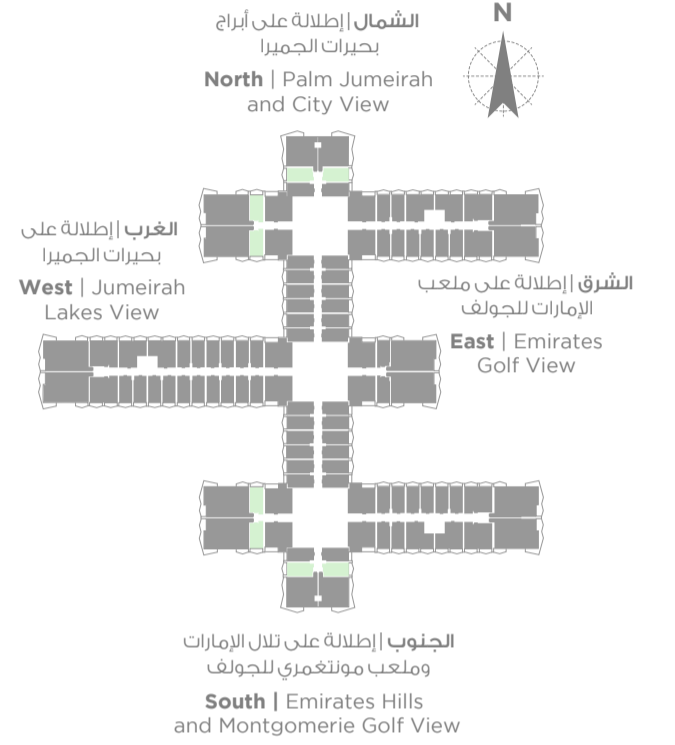 الشمال | إطلالة على أبراج
بحيرات الجميرا
North | Palm Jumeirah
and City View
N
الغرب | إطلالة على
بحيرات الجميرا
West | Jumeirah
Lakes View
الشرق | إطلالة على ملعب
الإمارات للجولف
East | Emirates
Golf View
الجنوب | إطلالة على تلال الإمارات
وملعب مونتغمري للجولف
South | Emirates Hills
and Montgomerie Golf View